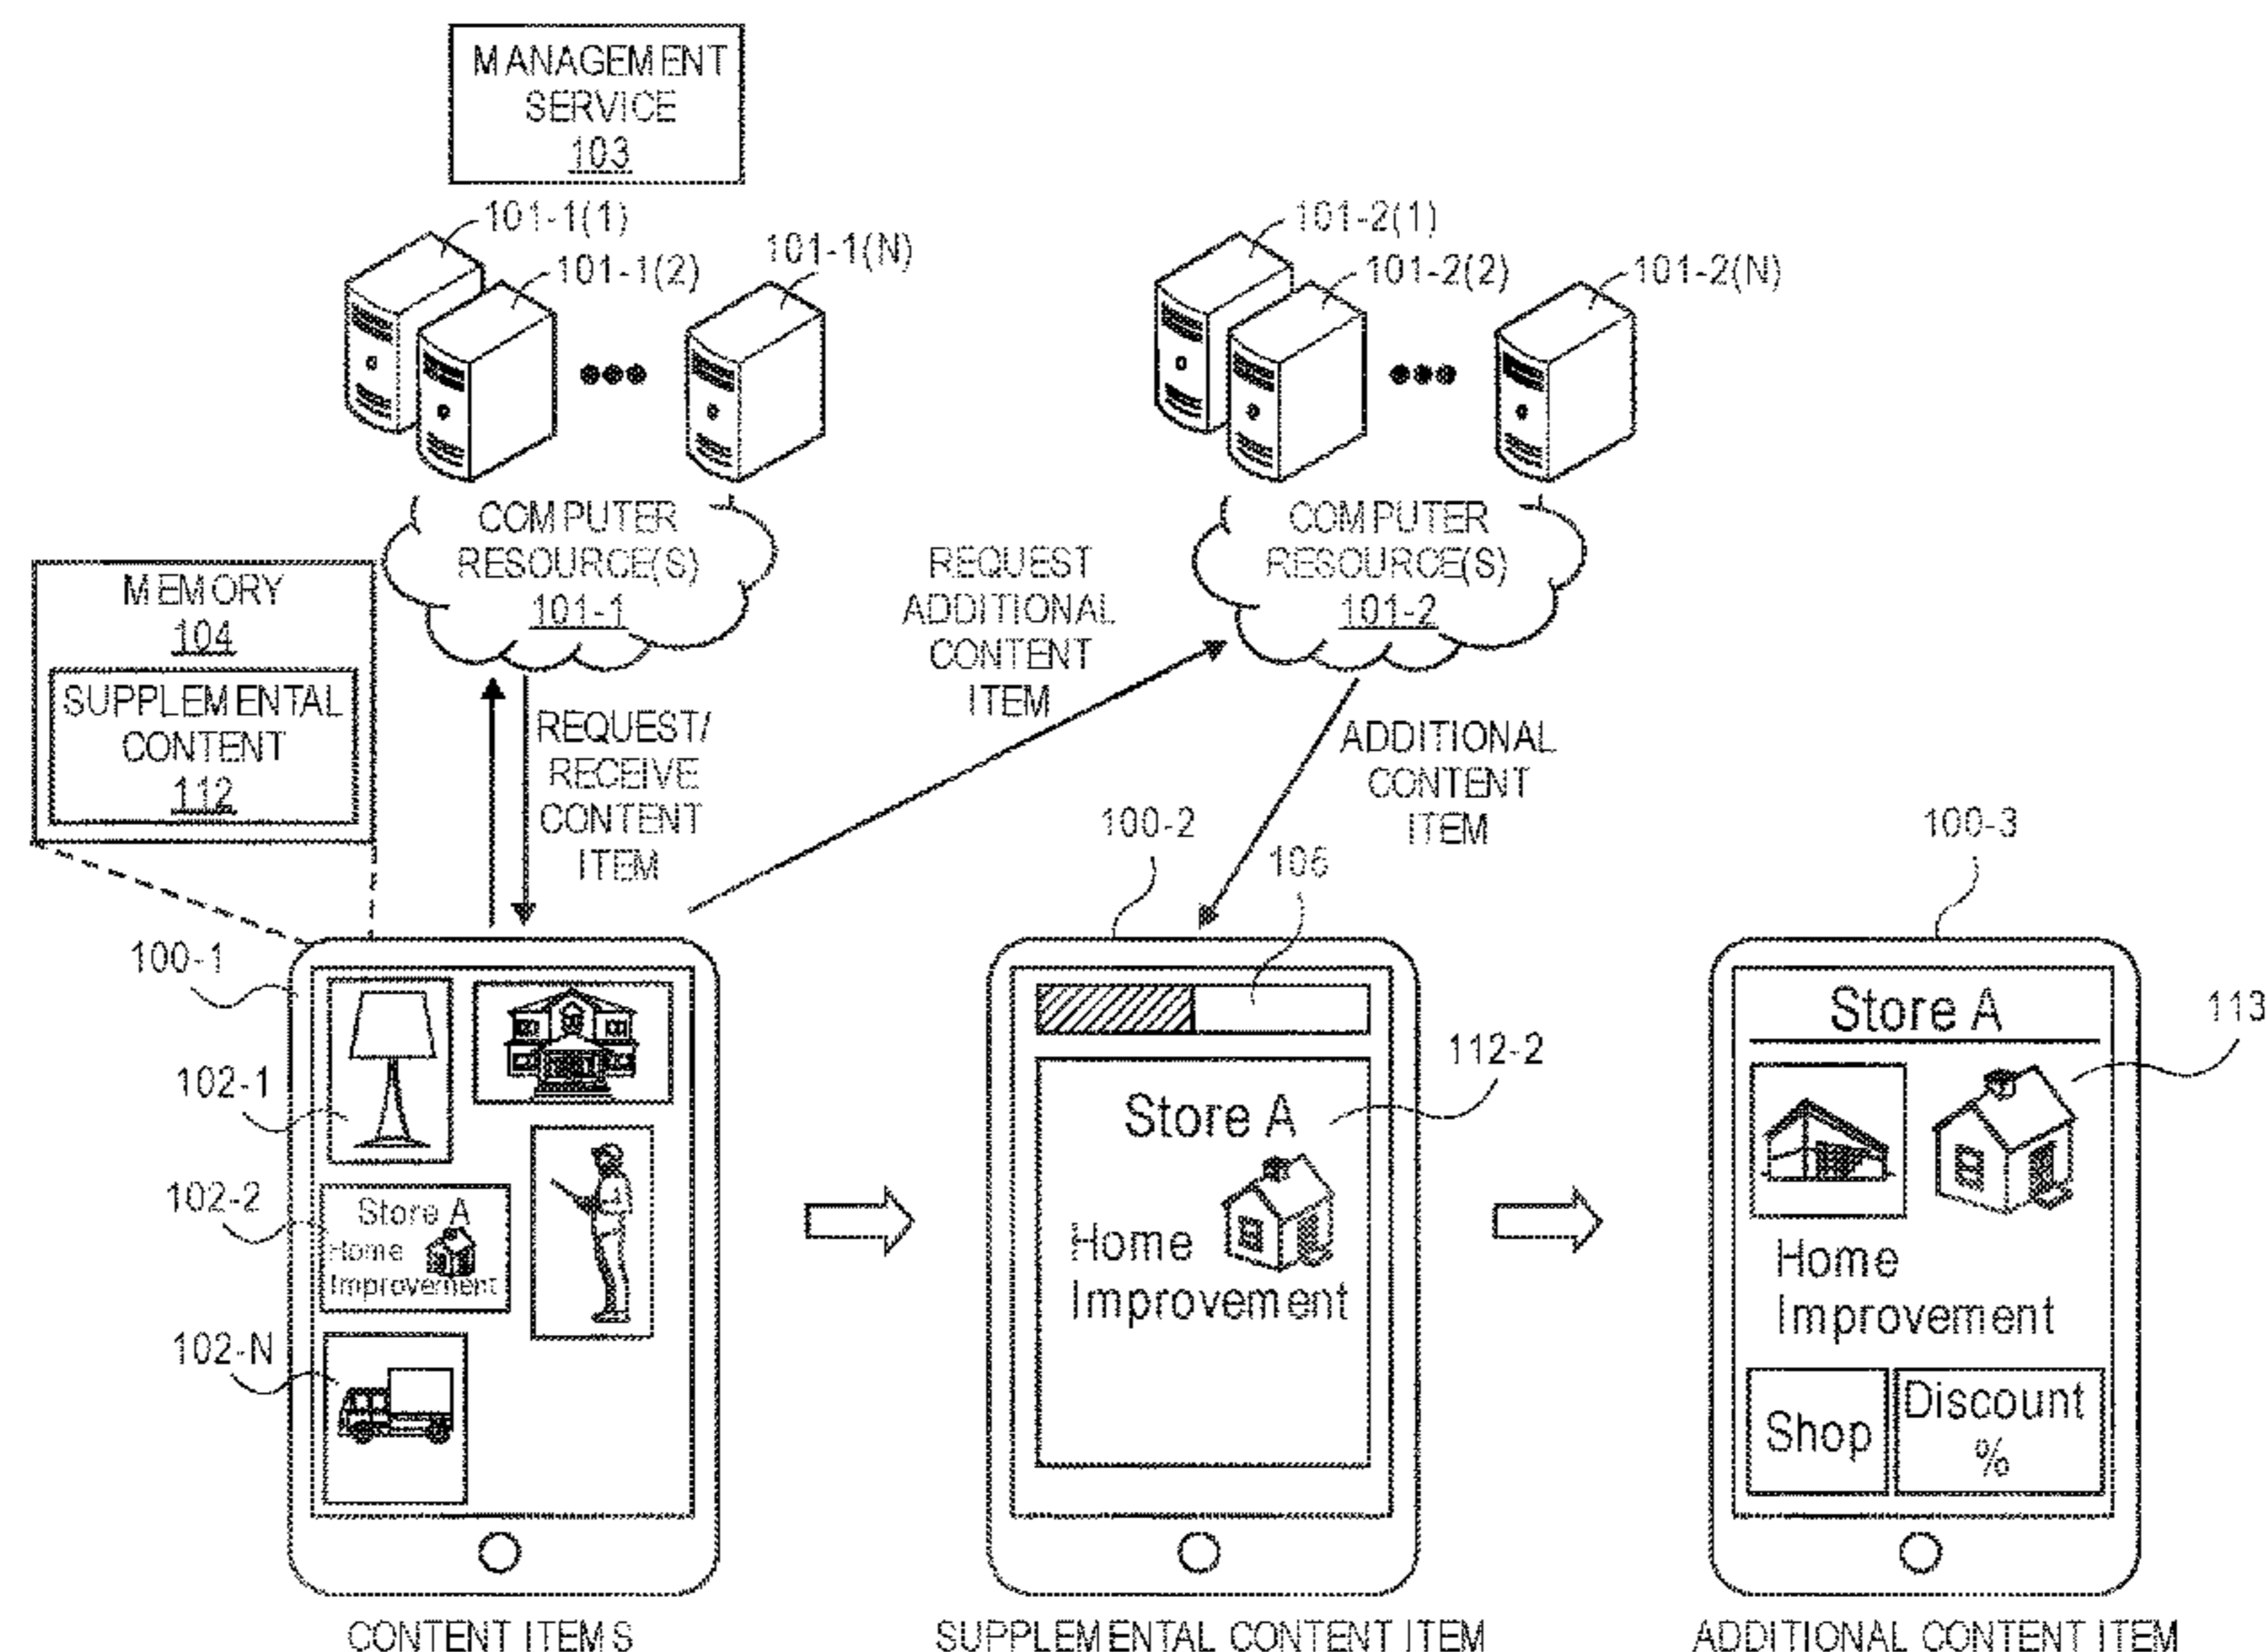 MANAGEMENT
SERVICE
103
101-1(1)
101-1(2)
101-1(N)
101-2(1)
101-2(2)
101-2(N)
COMPUTER
RESOURCE(S)
101-1
COMPUTER
RESOURCE(S)
101-2
MEMORY
104
SUPPLEMENTAL
CONTENT
112
REQUEST/
RECEIVE
CONTENT
ITEM
REQUEST
ADDITIONAL
CONTENT
ITEM
ADDITIONAL
CONTENT
ITEM
100-1
102-1
102-2
102-N
Store A
Home
Improvement
CONTENT ITEMS
100-2
106
112-2
Store A
Home
Improvement
SUPPLEMENTAL CONTENT ITEM
100-3
113
Store A
Home
Improvement
Shop
Discount
%
ADDITIONAL CONTENT ITEM